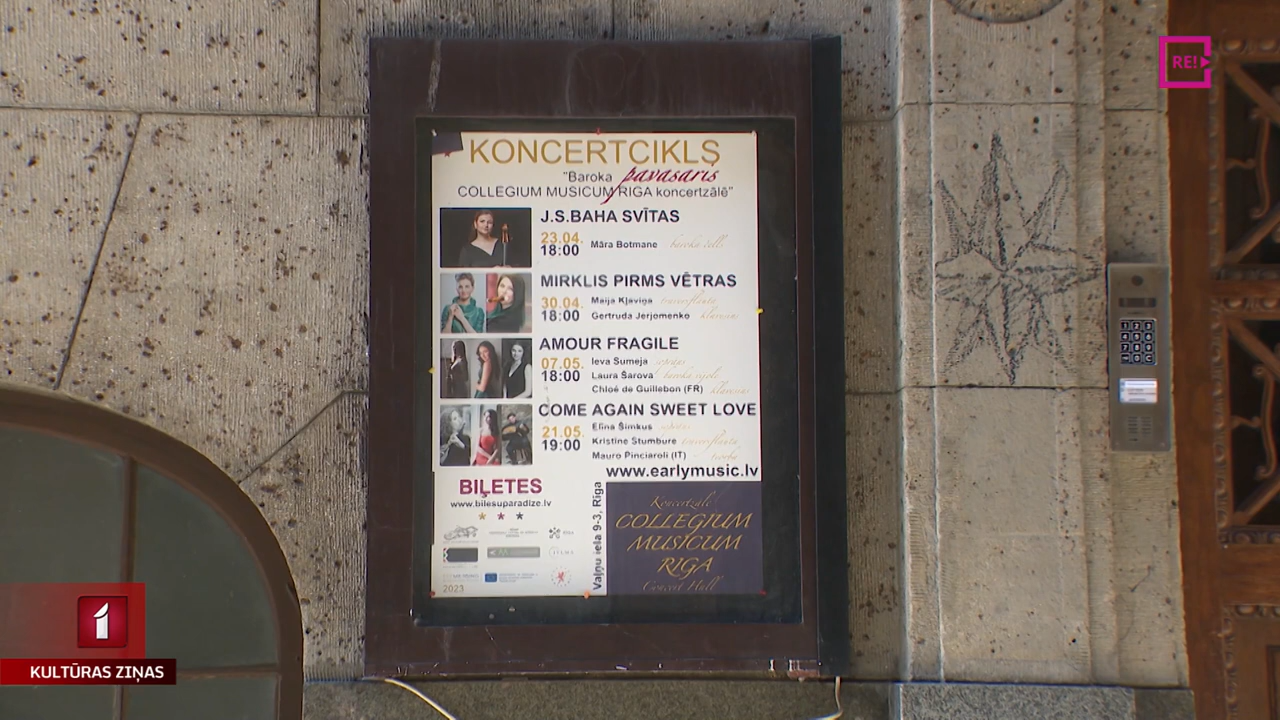 RE!
KONCERTCIKLS
"Baroka pavasaris
COLLEGIUM MUSICUM RIGA koncertzālē"
J.S.BAHA SVĪTAS
23.04.
18:00
Māra Botmane baroka čells
MIRKLIS PIRMS VĒTRAS
30.04.
18:00
Maija Kļaviņa traversflauta
Gertruda Jerjomenko klavesīns
AMOUR FRAGILE
07.05.
18:00
Ieva Sumeja soprāns
Laura Šarova baroka vijole
Chloé de Guillebon (FR) klavesīns
COME AGAIN SWEET LOVE
21.05.
19:00
Elīna Šimkus soprāns
Kristīne Stumbure traversflauta
Mauro Pinciaroli (IT) teorba
www.earlymusic.lv
BIĻETES
www.bilesuparadize.lv
Vaļņu iela 9-3, Rīga
Koncertzāle
COLLEGIUM
MUSICUM
RIGA
Concert Hall
2023
1
KULTŪRAS ZIŅAS